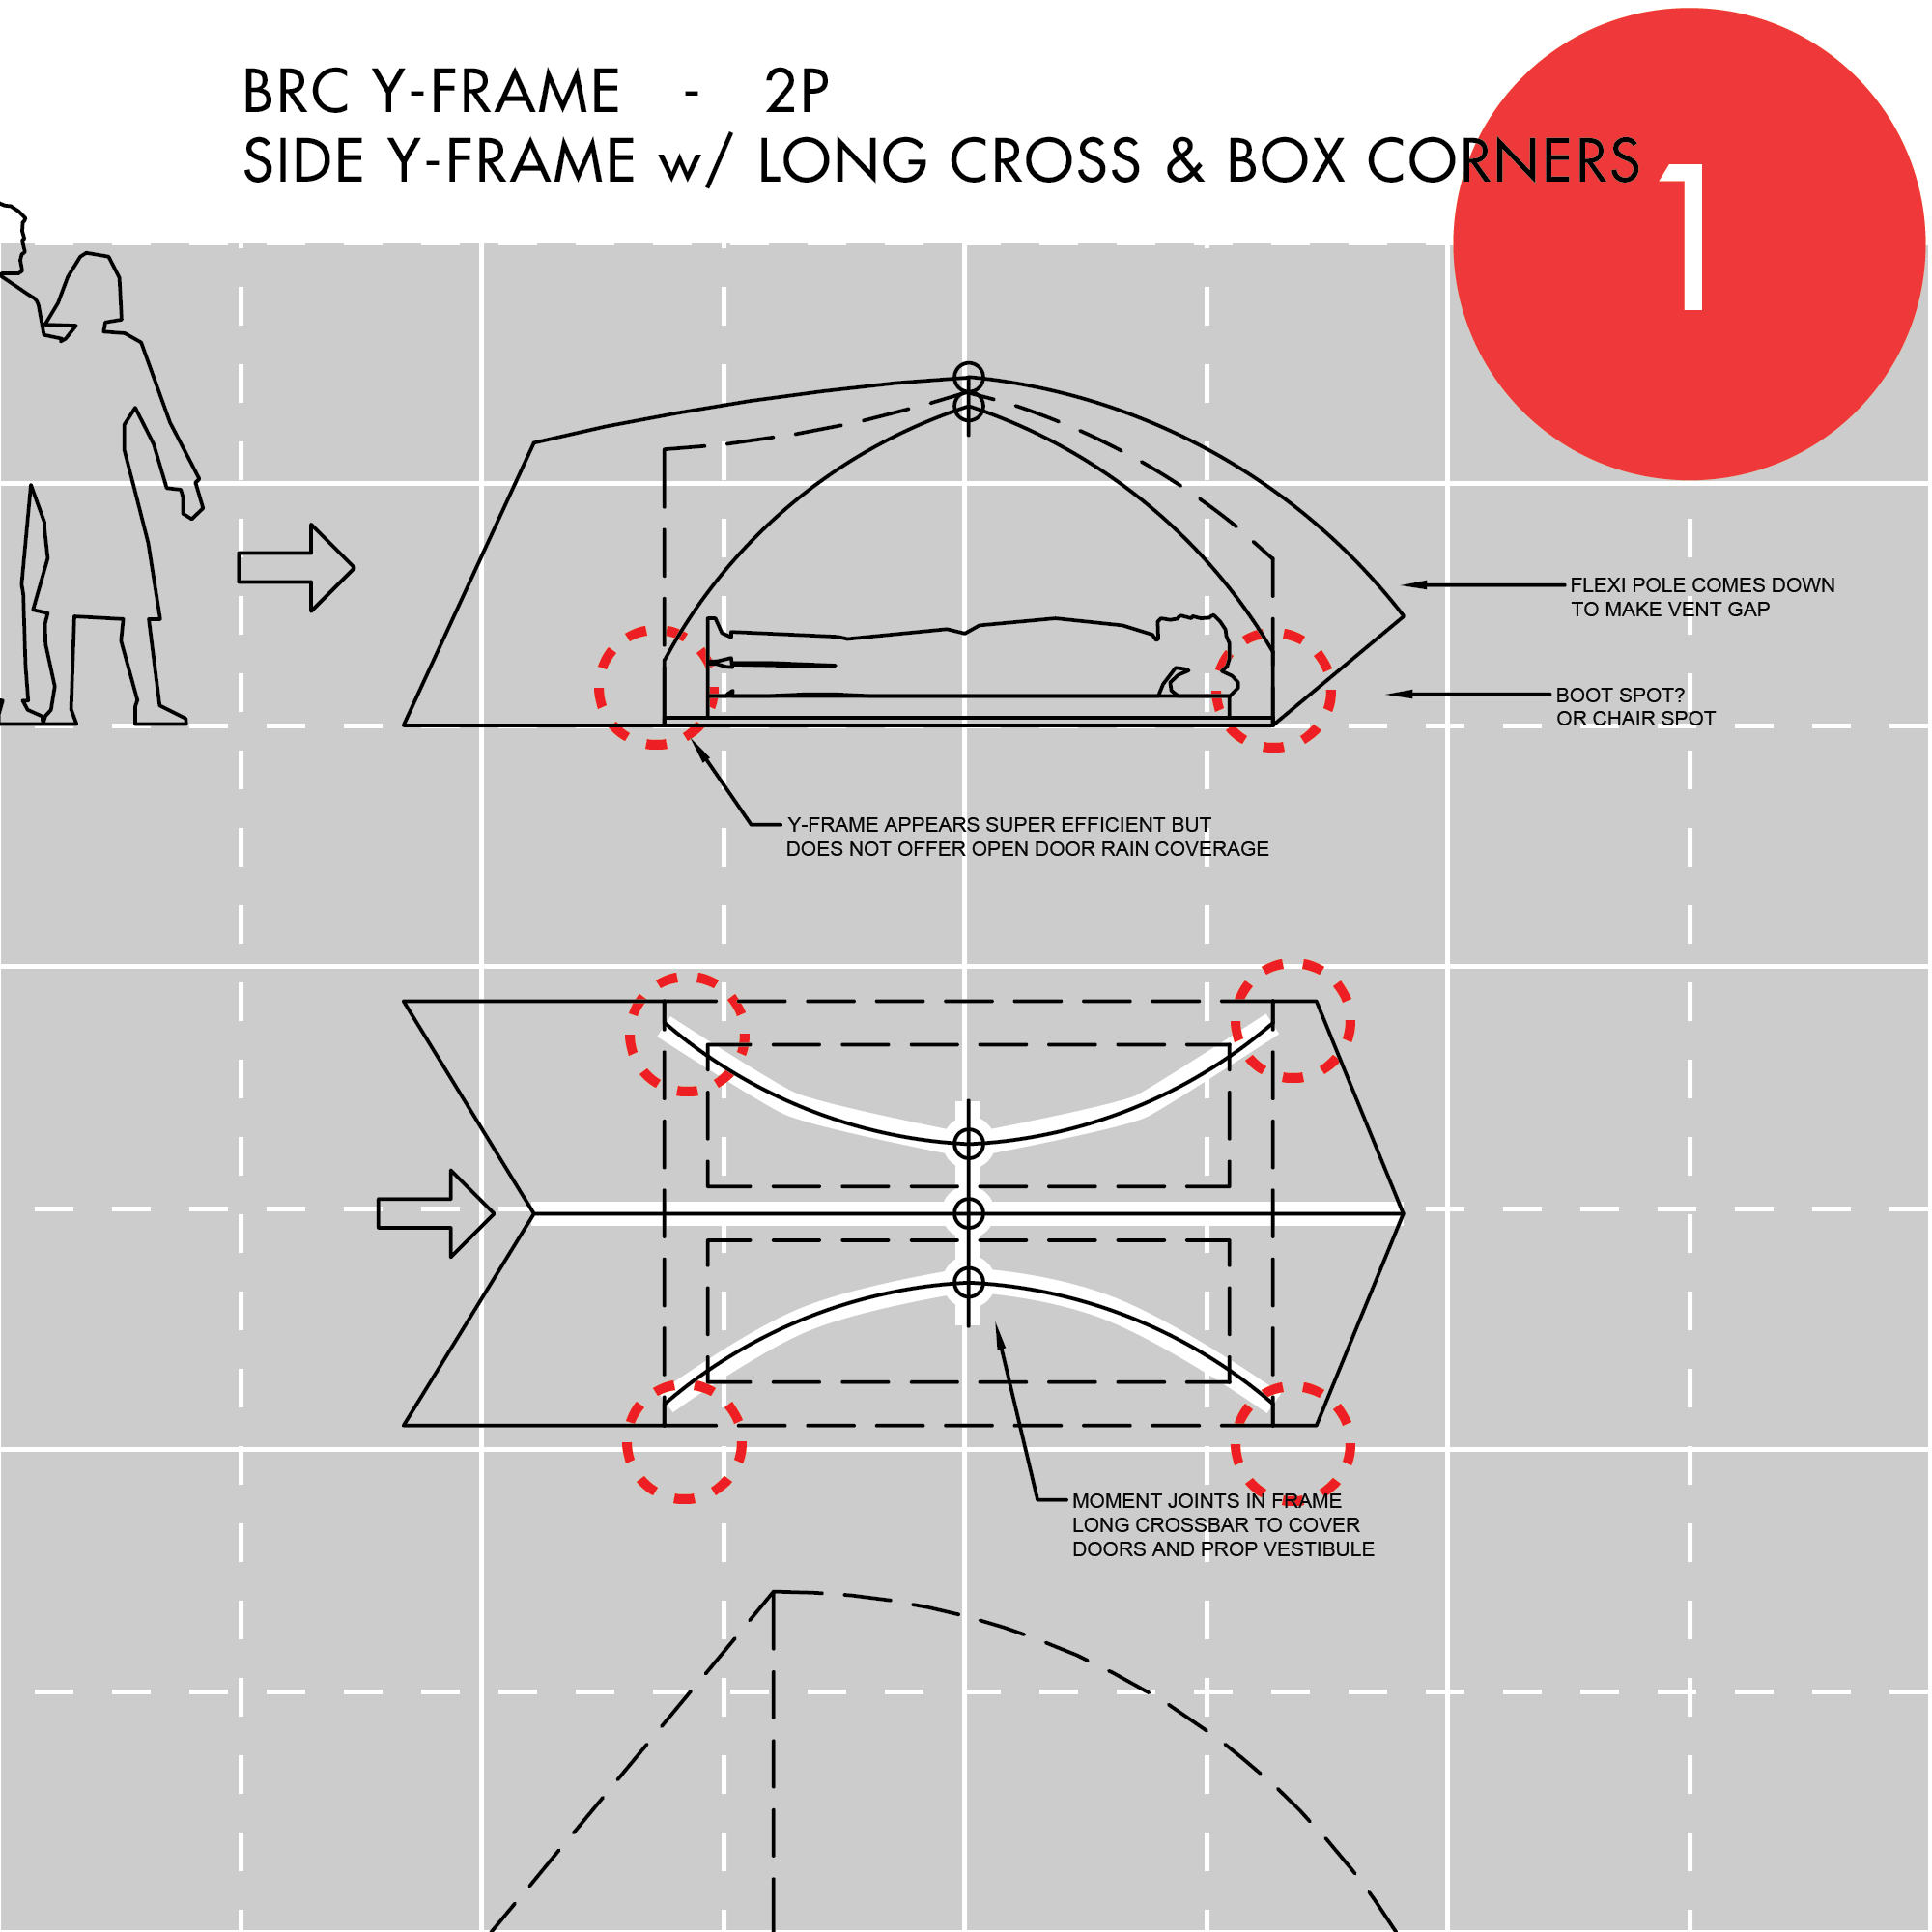 BRC Y-FRAME - 2P
SIDE Y-FRAME w/ LONG CROSS & BOX CORNERS
1
FLEXI POLE COMES DOWN
TO MAKE VENT GAP
BOOT SPOT?
OR CHAIR SPOT
Y-FRAME APPEARS SUPER EFFICIENT BUT
DOES NOT OFFER OPEN DOOR RAIN COVERAGE
MOMENT JOINTS IN FRAME
LONG CROSSBAR TO COVER
DOORS AND PROP VESTIBULE